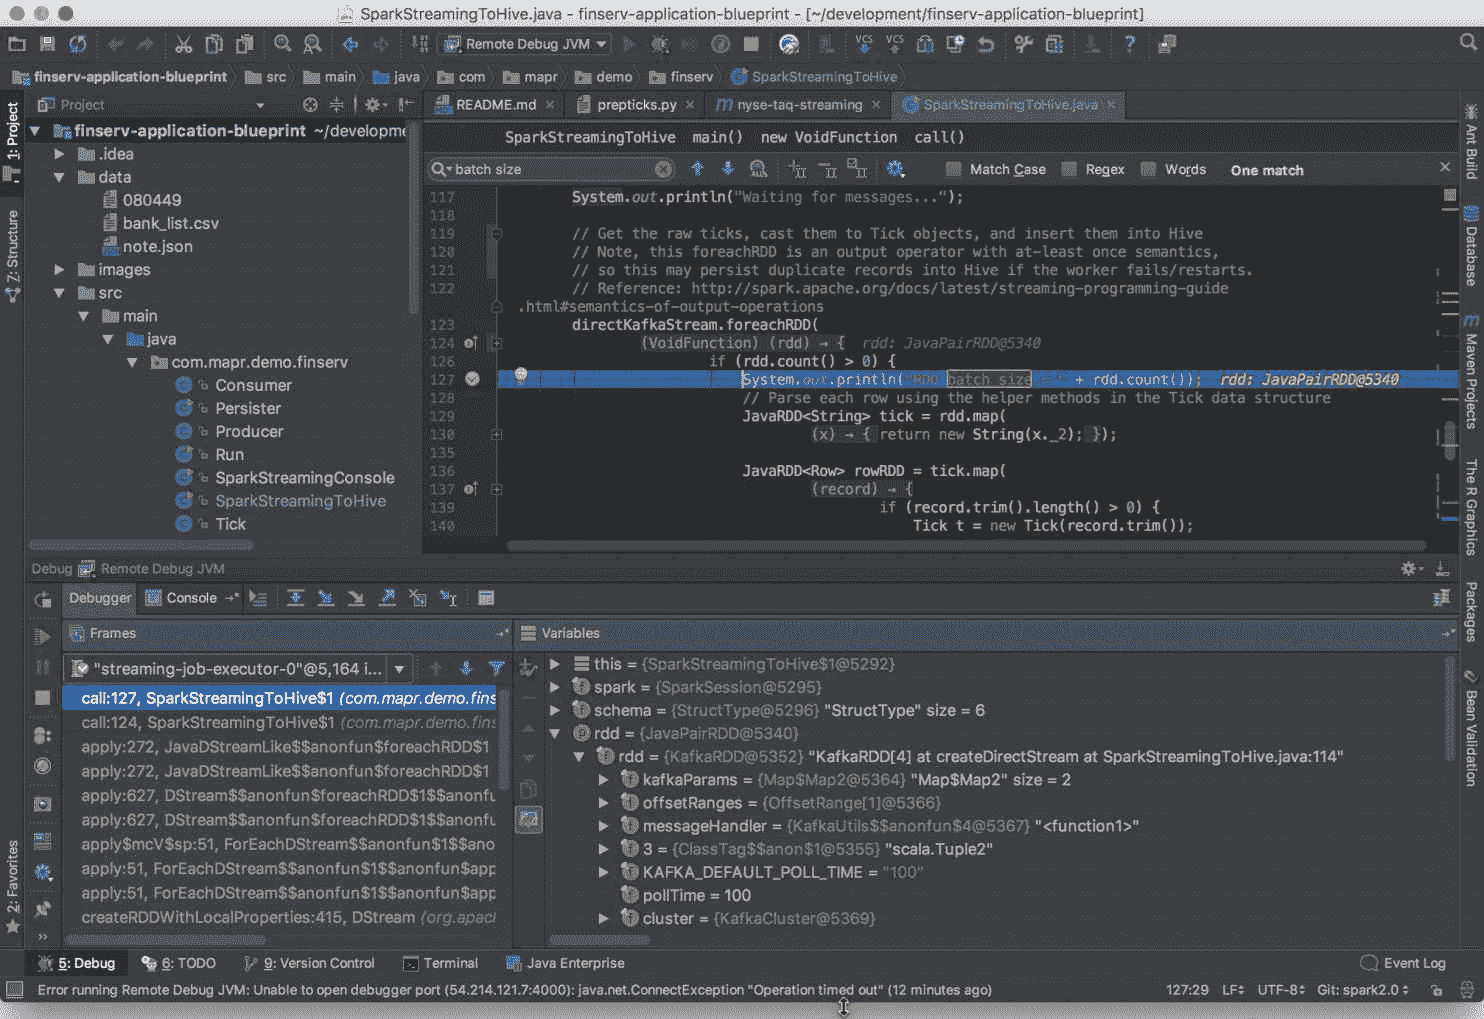 SparkStreamingToHive.java - finserv-application-blueprint - [~/development/finserv-application-blueprint]
Remote Debug JVM
finserv-application-blueprint src main java com mapr demo finserv SparkStreamingToHive
1: Project
Project
README.md prepticks.py nyse-taq-streaming SparkStreamingToHive.java
finserv-application-blueprint ~/developme
.idea
data
080449
bank_list.csv
note.json
images
src
main
java
com.mapr.demo.finserv
Consumer
Persister
Producer
Run
SparkStreamingConsole
SparkStreamingToHive
Tick
Z: Structure
2: Favorites
SparkStreamingToHive main() new VoidFunction call()
batch size Match Case Regex Words One match
117 System.out.println("Waiting for messages...");
118
119 // Get the raw ticks, cast them to Tick objects, and insert them into Hive
120 // Note, this foreachRDD is an output operator with at-least once semantics,
121 // so this may persist duplicate records into Hive if the worker fails/restarts.
122 // Reference: http://spark.apache.org/docs/latest/streaming-programming-guide
.html#semantics-of-output-operations
123 directKafkaStream.foreachRDD(
124 (VoidFunction) (rdd) → { rdd: JavaPairRDD@5340
126 if (rdd.count() > 0) {
127 System.out.println("RDD batch size = " + rdd.count()); rdd: JavaPairRDD@5340
128 // Parse each row using the helper methods in the Tick data structure
129 JavaRDD<String> tick = rdd.map(
130 (x) → { return new String(x._2); });
135
136 JavaRDD<Row> rowRDD = tick.map(
137 (record) → {
139 if (record.trim().length() > 0) {
140 Tick t = new Tick(record.trim());
Ant Build
Database
Maven Projects
The R Graphics
Packages
Bean Validation
Debug Remote Debug JVM
Debugger Console
Frames
"streaming-job-executor-0"@5,164 i...
call:127, SparkStreamingToHive$1 (com.mapr.demo.fins
call:124, SparkStreamingToHive$1 (com.mapr.demo.fins
apply:272, JavaDStreamLike$$anonfun$foreachRDD$1
apply:272, JavaDStreamLike$$anonfun$foreachRDD$1
apply:627, DStream$$anonfun$foreachRDD$1$$anonfu
apply:627, DStream$$anonfun$foreachRDD$1$$anonfu
apply$mcV$sp:51, ForEachDStream$$anonfun$1$$ano
apply:51, ForEachDStream$$anonfun$1$$anonfun$app
apply:51, ForEachDStream$$anonfun$1$$anonfun$app
createRDDWithLocalProperties:415, DStream (org.apac
Variables
this = {SparkStreamingToHive$1@5292}
spark = {SparkSession@5295}
schema = {StructType@5296} "StructType" size = 6
rdd = {JavaPairRDD@5340}
rdd = {KafkaRDD@5352} "KafkaRDD[4] at createDirectStream at SparkStreamingToHive.java:114"
kafkaParams = {Map$Map2@5364} "Map$Map2" size = 2
offsetRanges = {OffsetRange[1]@5366}
messageHandler = {KafkaUtils$$anonfun$4@5367} "<function1>"
3 = {ClassTag$$anon$1@5355} "scala.Tuple2"
KAFKA_DEFAULT_POLL_TIME = "100"
pollTime = 100
cluster = {KafkaCluster@5369}
5: Debug 6: TODO 9: Version Control Terminal Java Enterprise Event Log
Error running Remote Debug JVM: Unable to open debugger port (54.214.121.7:4000): java.net.ConnectException "Operation timed out" (12 minutes ago) 127:29 LF UTF-8 Git: spark2.0